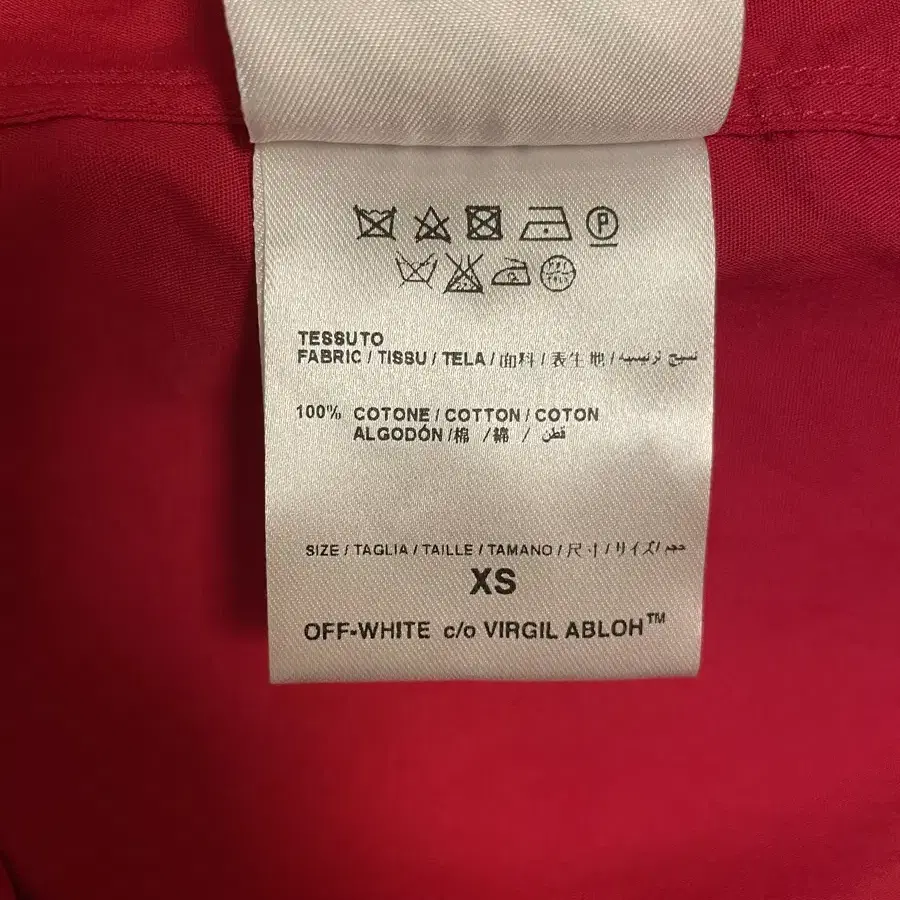 P
TESSUTO
FABRIC / TISSU / TELA / 面料 / 表生地 / نسيج
100% COTONE / COTTON / COTON
ALGODÓN /棉 /綿 / قطن
SIZE / TAGLIA / TAILLE / TAMANO / 尺寸 / サイズ / حجم
XS
OFF-WHITE c/o VIRGIL ABLOH™